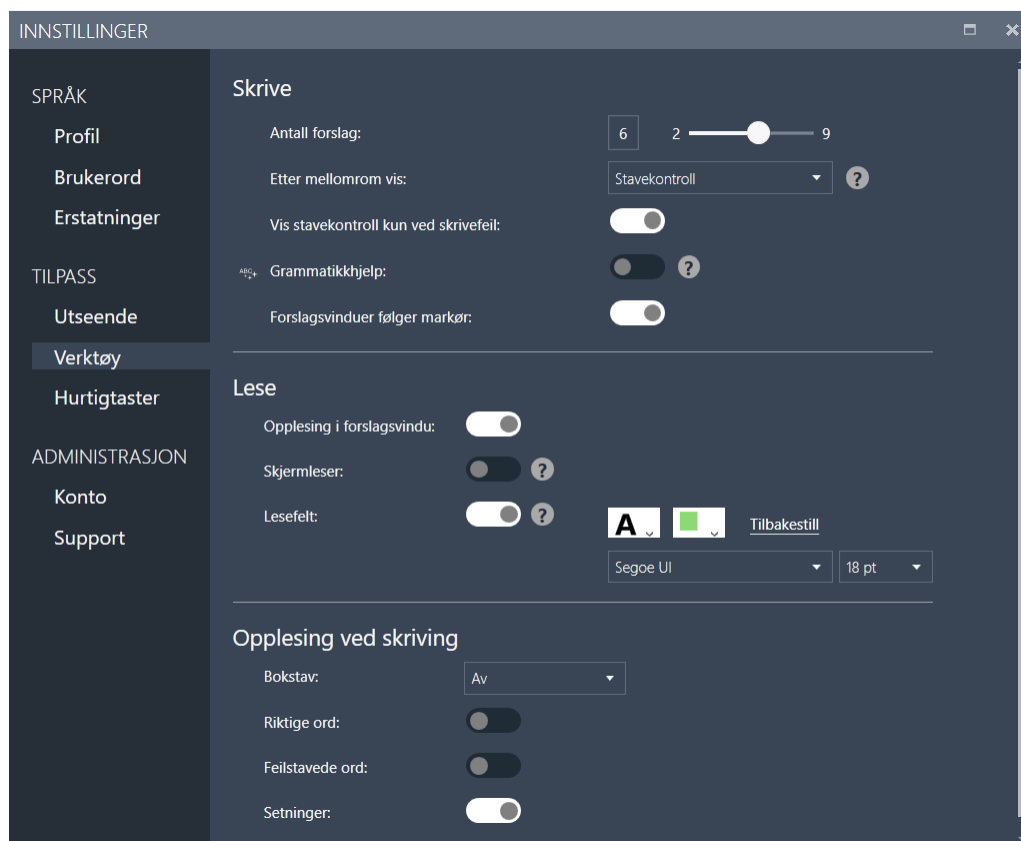 INNSTILLINGER
SPRÅK
Profil
Brukerord
Erstatninger
TILPASS
Utseende
Verktøy
Hurtigtaster
ADMINISTRASJON
Konto
Support
Skrive
Antall forslag: 6 2 9
Etter mellomrom vis: Stavekontroll ?
Vis stavekontroll kun ved skrivefeil:
ABC Grammatikkhjelp: ?
Forslagsvinduer følger markør:
Lese
Opplesing i forslagsvindu:
Skjermleser: ?
Lesefelt: ? A Tilbakestill
Segoe UI 18 pt
Opplesing ved skriving
Bokstav: Av
Riktige ord:
Feilstavede ord:
Setninger: